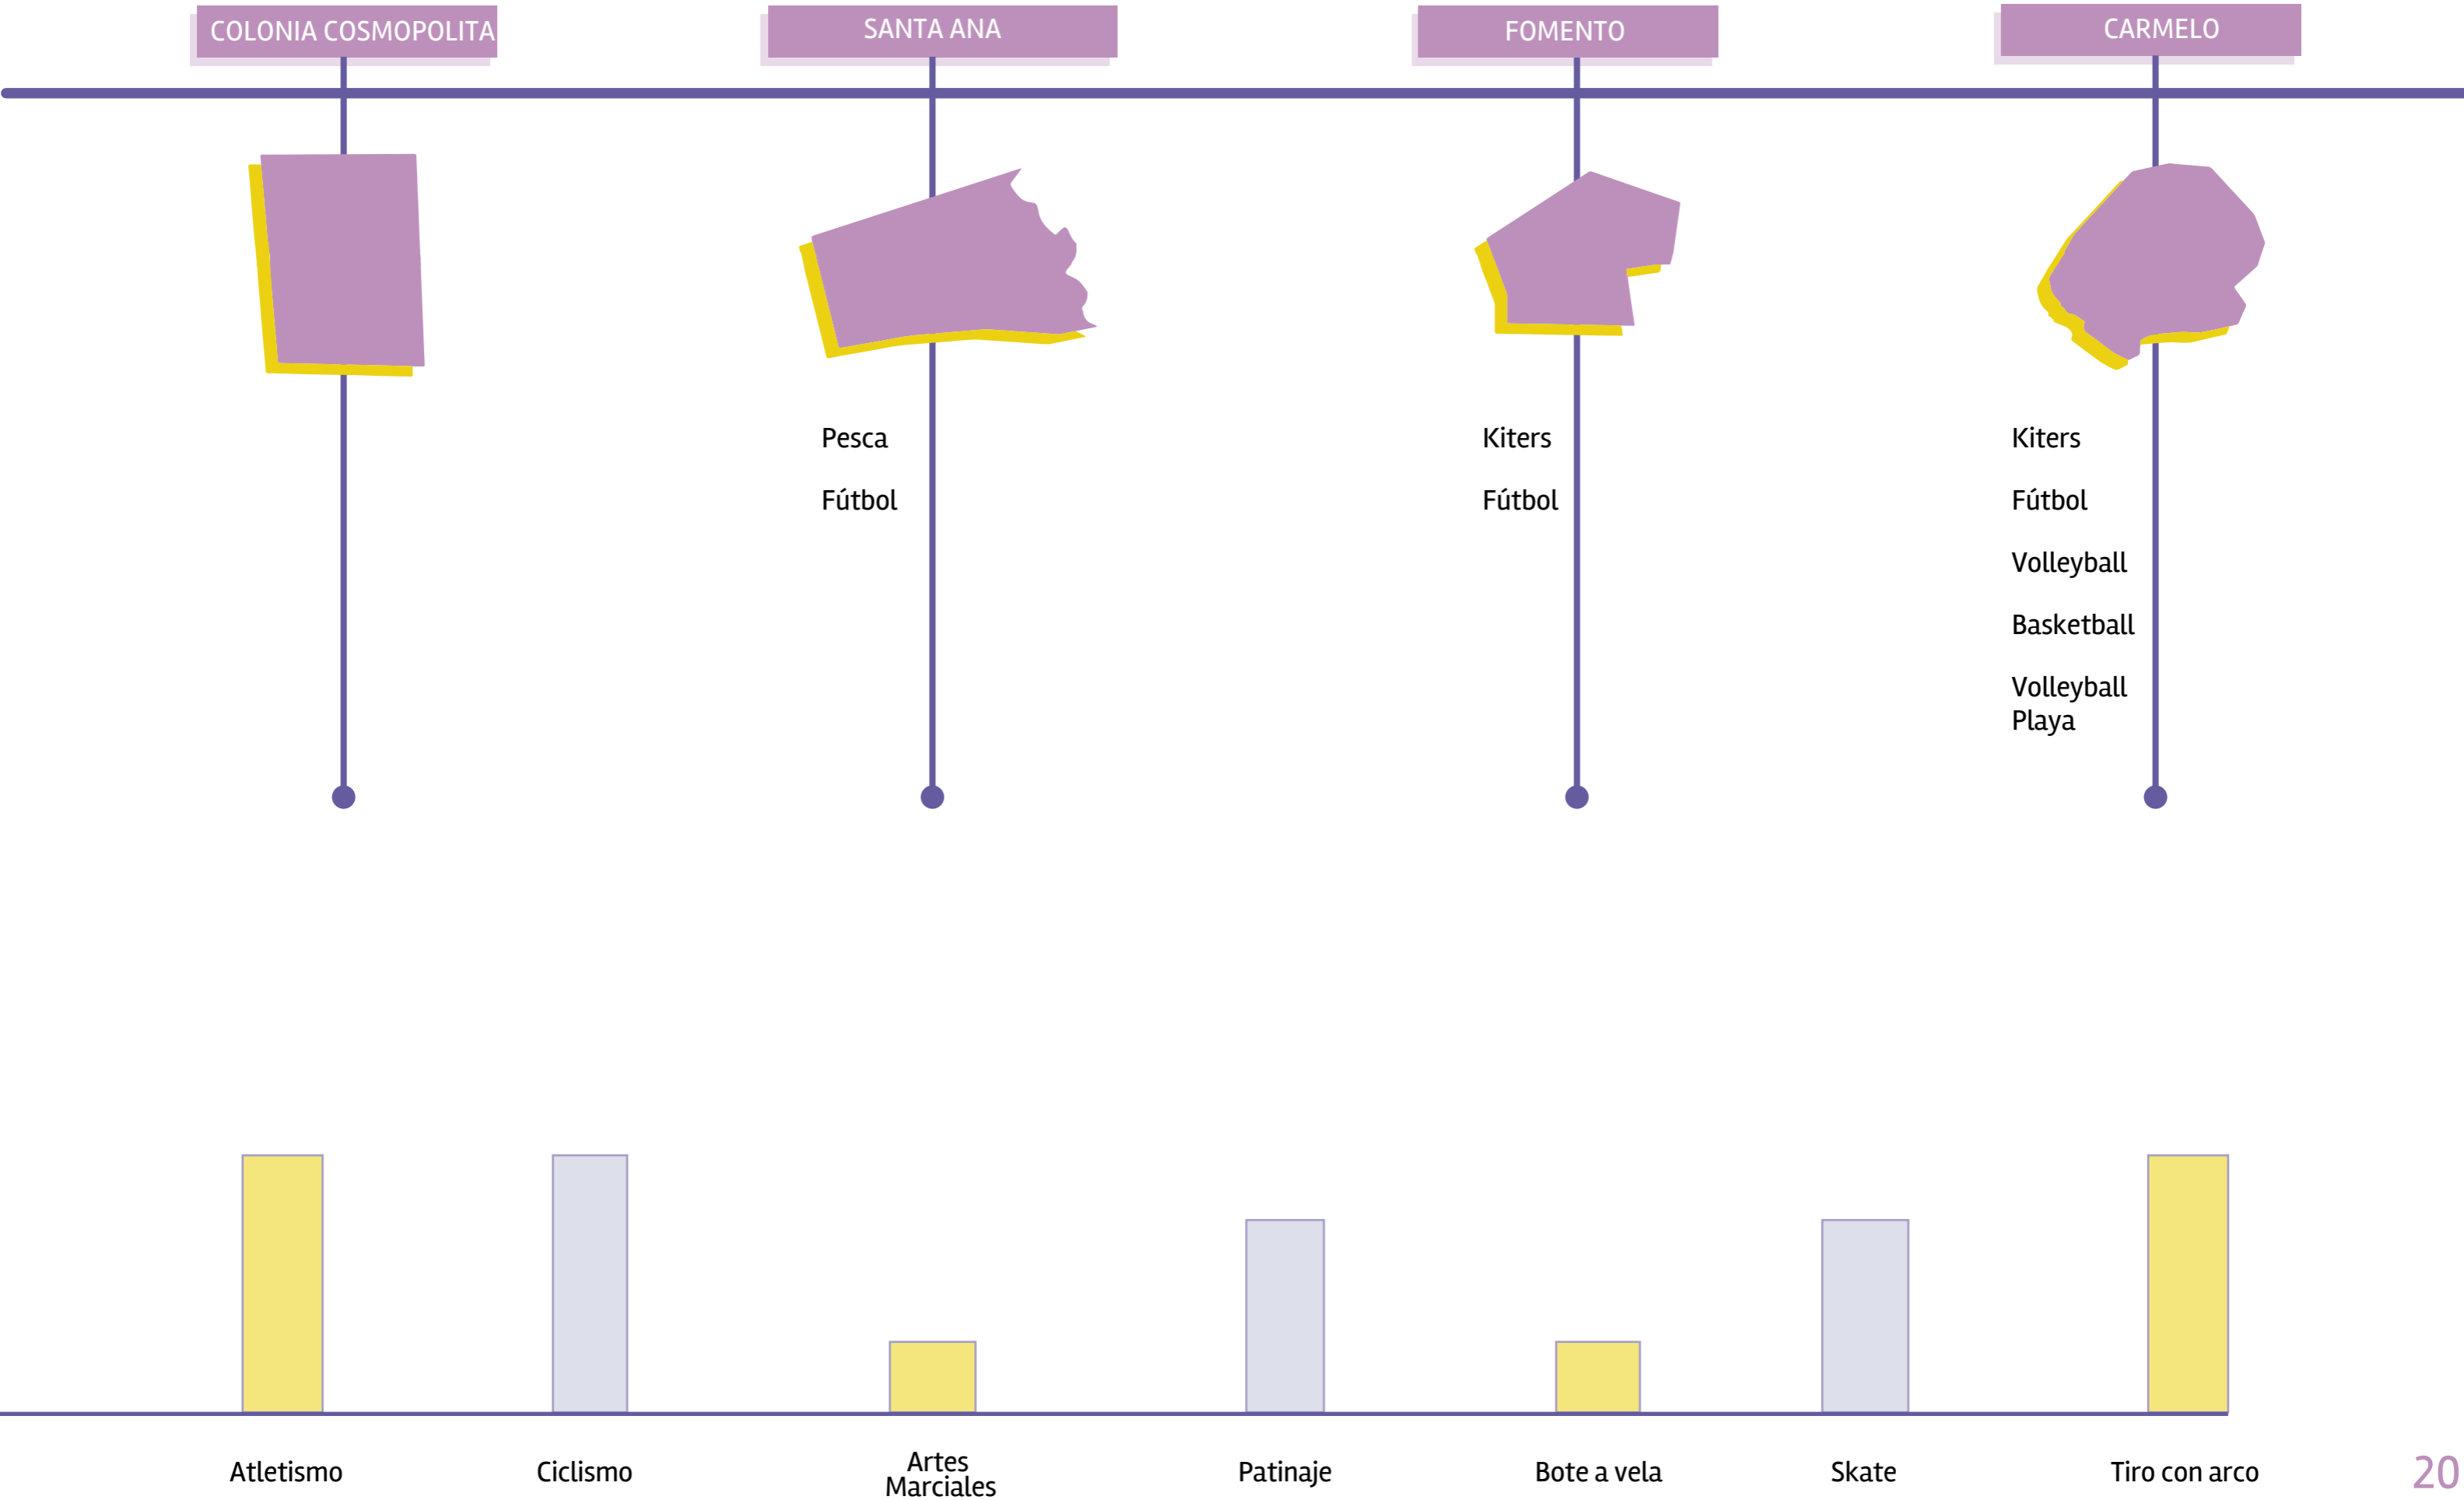 COLONIA COSMOPOLITA
SANTA ANA
FOMENTO
CARMELO
Pesca
Fútbol
Kiters
Fútbol
Kiters
Fútbol
Volleyball
Basketball
Volleyball
Playa
Atletismo
Ciclismo
Artes
Marciales
Patinaje
Bote a vela
Skate
Tiro con arco
20